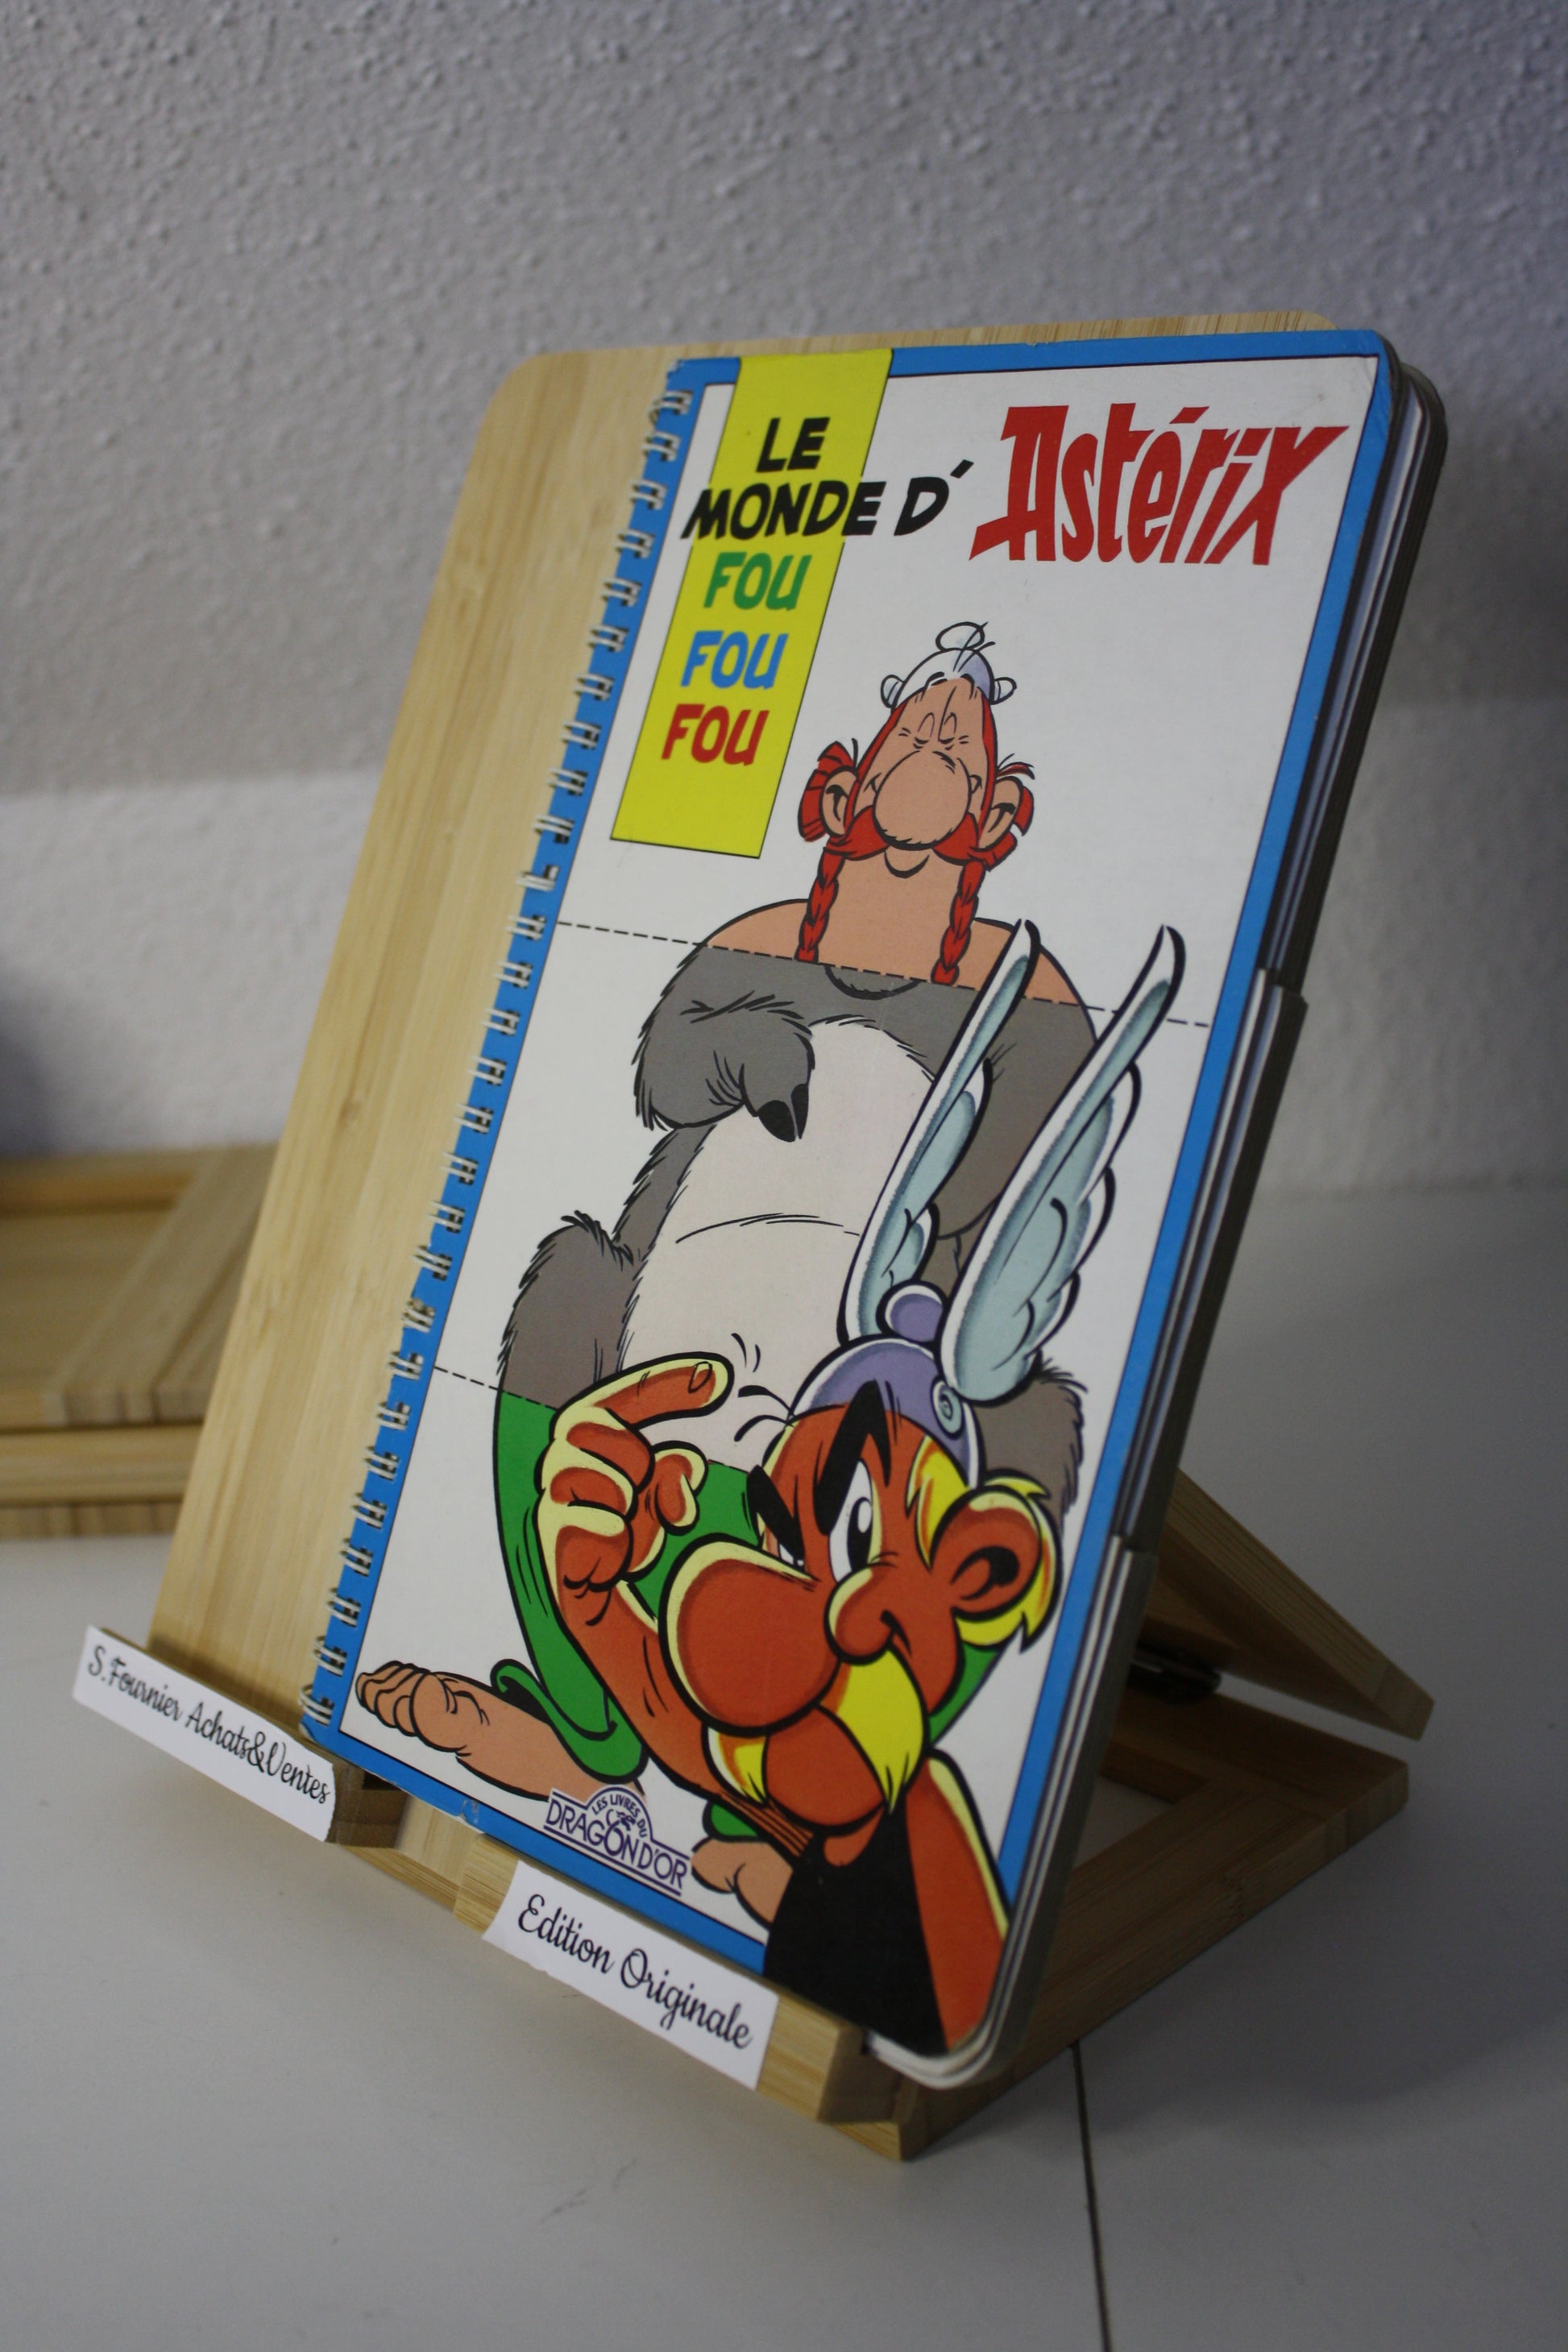 LE
MONDE D'
Astérix
FOU
FOU
FOU
LES LIVRES DU
DRAGON D'OR
S.Fournier Achats&Ventes
Edition Originale